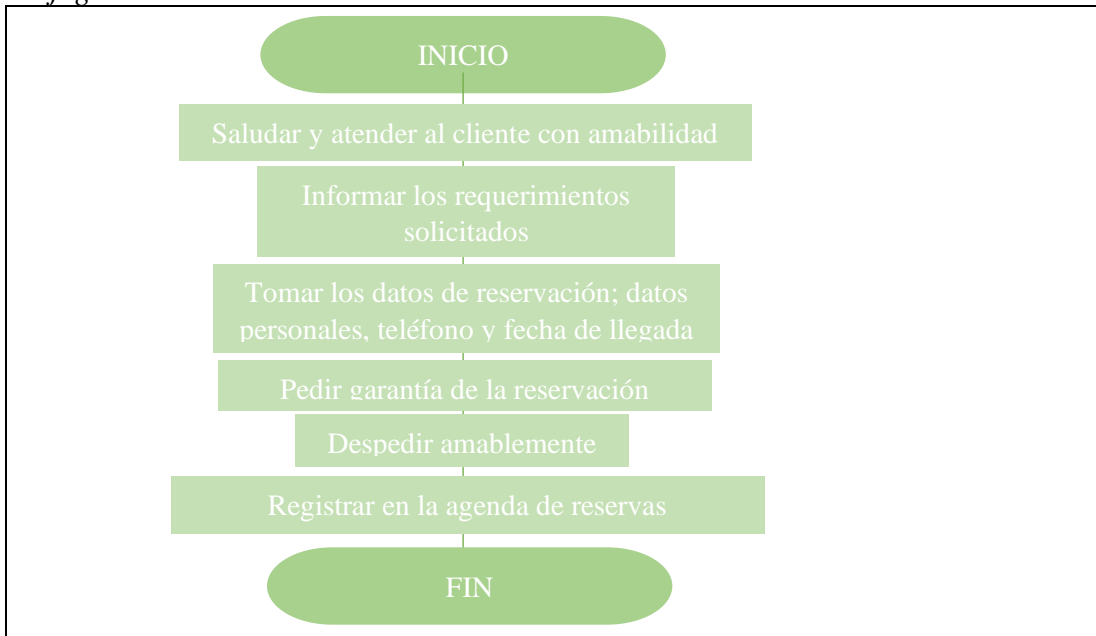 INICIO
Saludar y atender al cliente con amabilidad
Informar los requerimientos
solicitados
Tomar los datos de reservación; datos
personales, teléfono y fecha de llegada
Pedir garantía de la reservación
Despedir amablemente
Registrar en la agenda de reservas
FIN